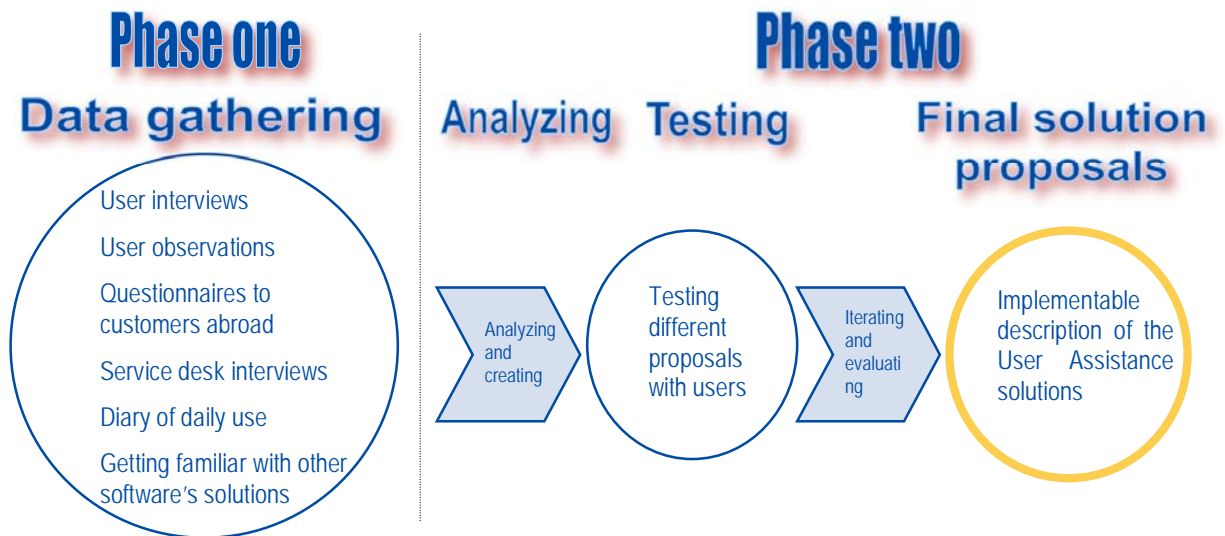 Phase one
Data gathering
User interviews
User observations
Questionnaires to
customers abroad
Service desk interviews
Diary of daily use
Getting familiar with other
software's solutions
Phase two
Analyzing
Testing
Final solution
proposals
Analyzing
and
creating
Testing
different
proposals
with users
Iterating
and
evaluati
ng
Implementable
description of the
User Assistance
solutions